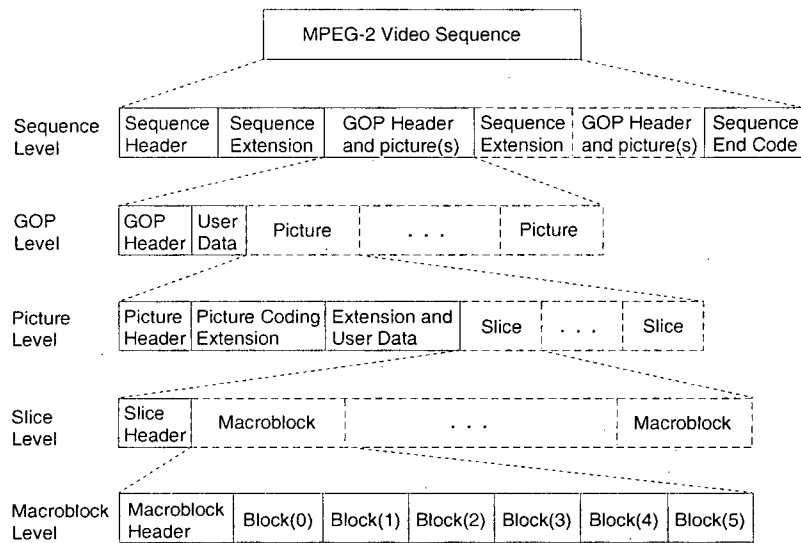 MPEG-2 Video Sequence
Sequence Level
Sequence Header
Sequence Extension
GOP Header and picture(s)
Sequence Extension
GOP Header and picture(s)
Sequence End Code
GOP Level
GOP Header
User Data
Picture
. . .
Picture
Picture Level
Picture Header
Picture Coding Extension
Extension and User Data
Slice
. . .
Slice
Slice Level
Slice Header
Macroblock
. . .
Macroblock
Macroblock Level
Macroblock Header
Block(0)
Block(1)
Block(2)
Block(3)
Block(4)
Block(5)